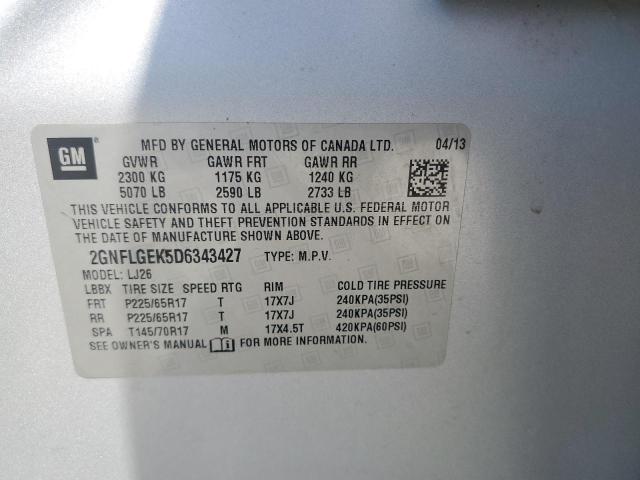 GM
MFD BY GENERAL MOTORS OF CANADA LTD. 04/13
GVWR GAWR FRT GAWR RR
2300 KG 1175 KG 1240 KG
5070 LB 2590 LB 2733 LB
THIS VEHICLE CONFORMS TO ALL APPLICABLE U.S. FEDERAL MOTOR
VEHICLE SAFETY AND THEFT PREVENTION STANDARDS IN EFFECT ON
THE DATE OF MANUFACTURE SHOWN ABOVE.
2GNFLGEK5D6343427 TYPE: M.P.V.
MODEL: LJ26
LBBX TIRE SIZE SPEED RTG RIM COLD TIRE PRESSURE
FRT P225/65R17 T 17X7J 240KPA(35PSI)
RR P225/65R17 T 17X7J 240KPA(35PSI)
SPA T145/70R17 M 17X4.5T 420KPA(60PSI)
SEE OWNER'S MANUAL FOR MORE INFORMATION.